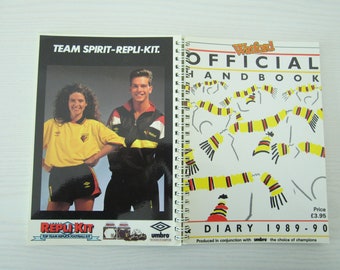 TEAM SPIRIT-REPLI-KIT.
REPLI-KIT
umbro
Watford
OFFICIAL
HANDBOOK
Price
£3.95
DIARY 1989-90
Produced in conjunction with umbro the choice of champions